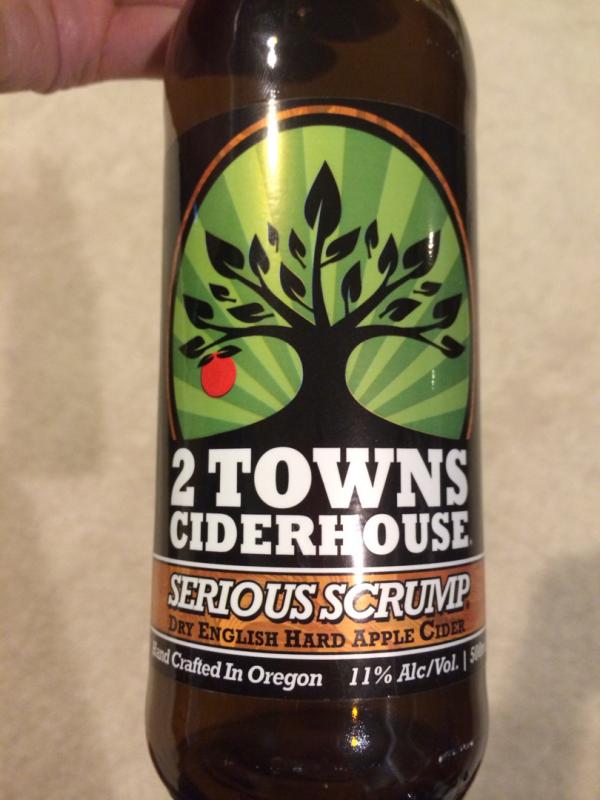 2 TOWNS
CIDERHOUSE
SERIOUS SCRUMP
DRY ENGLISH HARD APPLE CIDER
Hand Crafted In Oregon 11% Alc/Vol. |